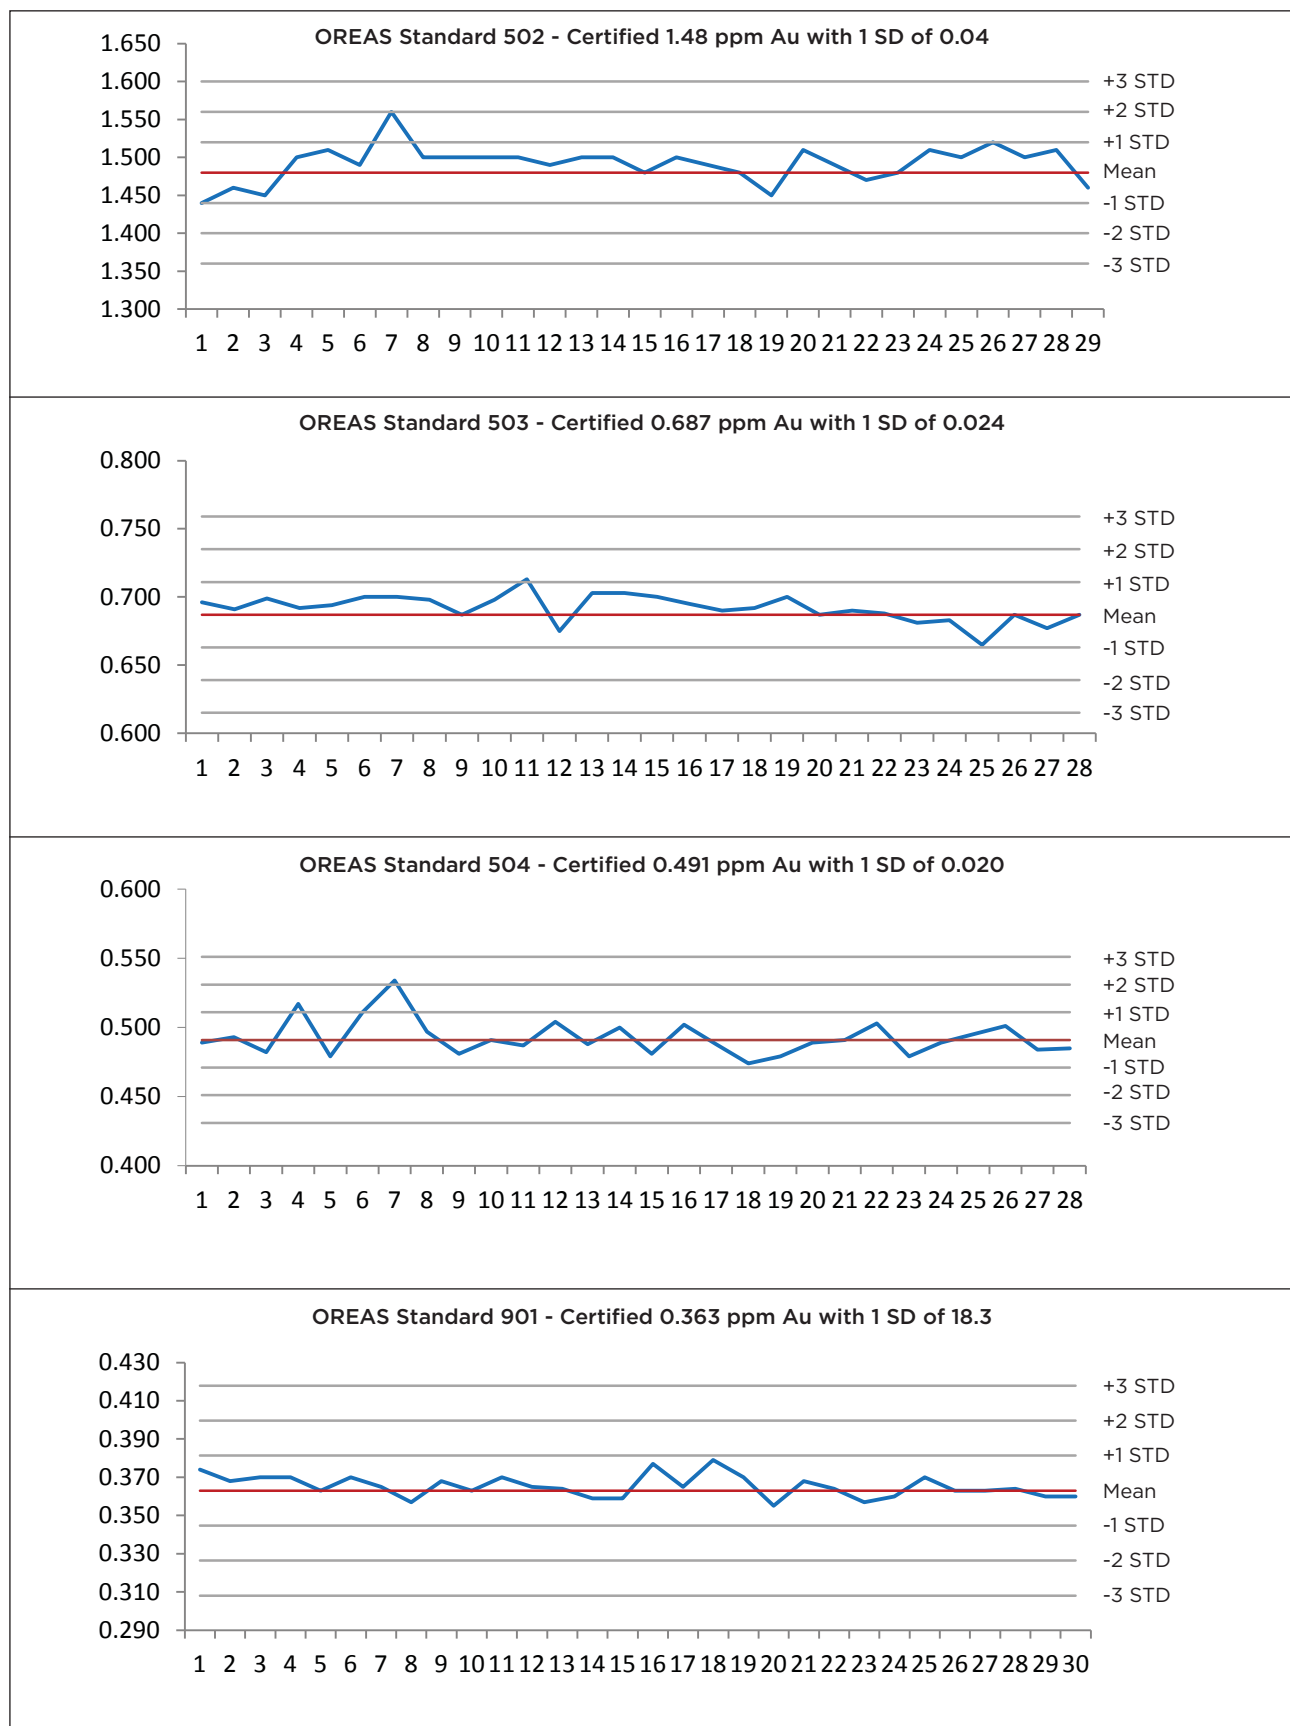 OREAS Standard 502 - Certified 1.48 ppm Au with 1 SD of 0.04
1.650
1.600
1.550
1.500
1.450
1.400
1.350
1.300
+3 STD
+2 STD
+1 STD
Mean
-1 STD
-2 STD
-3 STD
1 2 3 4 5 6 7 8 9 10 11 12 13 14 15 16 17 18 19 20 21 22 23 24 25 26 27 28 29
OREAS Standard 503 - Certified 0.687 ppm Au with 1 SD of 0.024
0.800
0.750
0.700
0.650
0.600
+3 STD
+2 STD
+1 STD
Mean
-1 STD
-2 STD
-3 STD
1 2 3 4 5 6 7 8 9 10 11 12 13 14 15 16 17 18 19 20 21 22 23 24 25 26 27 28
OREAS Standard 504 - Certified 0.491 ppm Au with 1 SD of 0.020
0.600
0.550
0.500
0.450
0.400
+3 STD
+2 STD
+1 STD
Mean
-1 STD
-2 STD
-3 STD
1 2 3 4 5 6 7 8 9 10 11 12 13 14 15 16 17 18 19 20 21 22 23 24 25 26 27 28
OREAS Standard 901 - Certified 0.363 ppm Au with 1 SD of 18.3
0.430
0.410
0.390
0.370
0.350
0.330
0.310
0.290
+3 STD
+2 STD
+1 STD
Mean
-1 STD
-2 STD
-3 STD
1 2 3 4 5 6 7 8 9 10 11 12 13 14 15 16 17 18 19 20 21 22 23 24 25 26 27 28 29 30